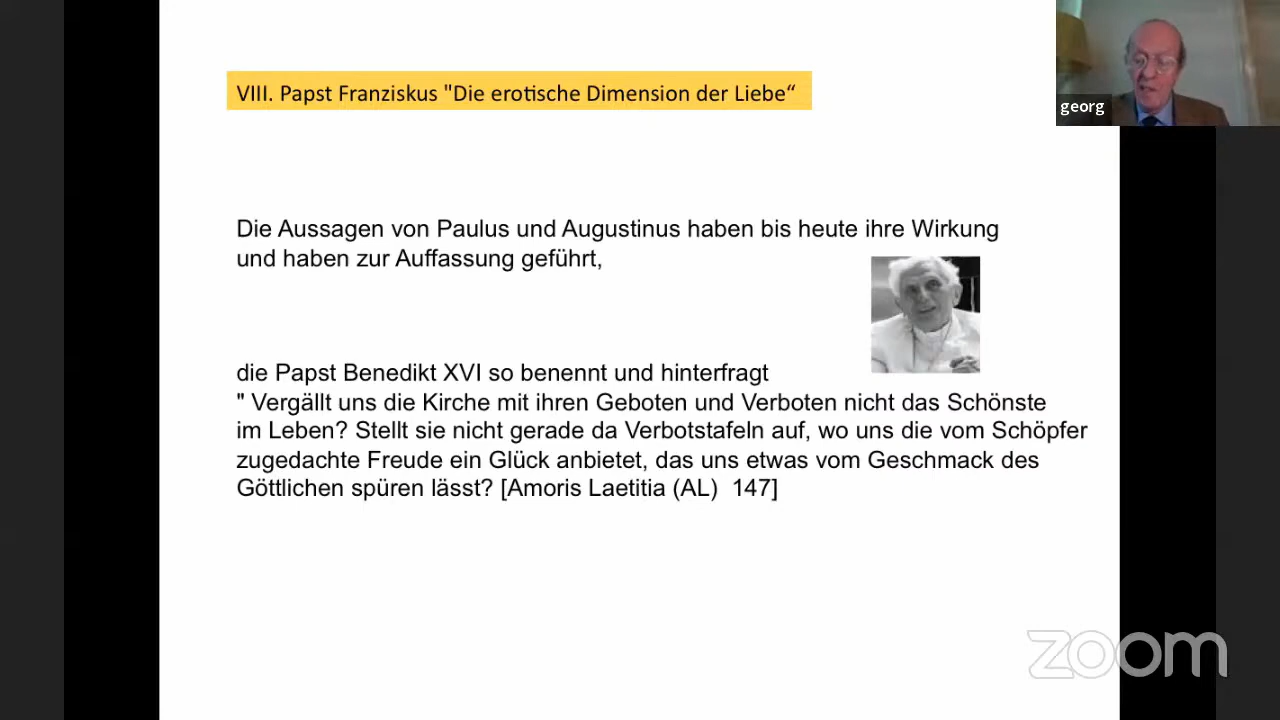 VIII. Papst Franziskus "Die erotische Dimension der Liebe“
georg
Die Aussagen von Paulus und Augustinus haben bis heute ihre Wirkung
und haben zur Auffassung geführt,
die Papst Benedikt XVI so benennt und hinterfragt
" Vergällt uns die Kirche mit ihren Geboten und Verboten nicht das Schönste
im Leben? Stellt sie nicht gerade da Verbotstafeln auf, wo uns die vom Schöpfer
zugedachte Freude ein Glück anbietet, das uns etwas vom Geschmack des
Göttlichen spüren lässt? [Amoris Laetitia (AL)  147]
zoom